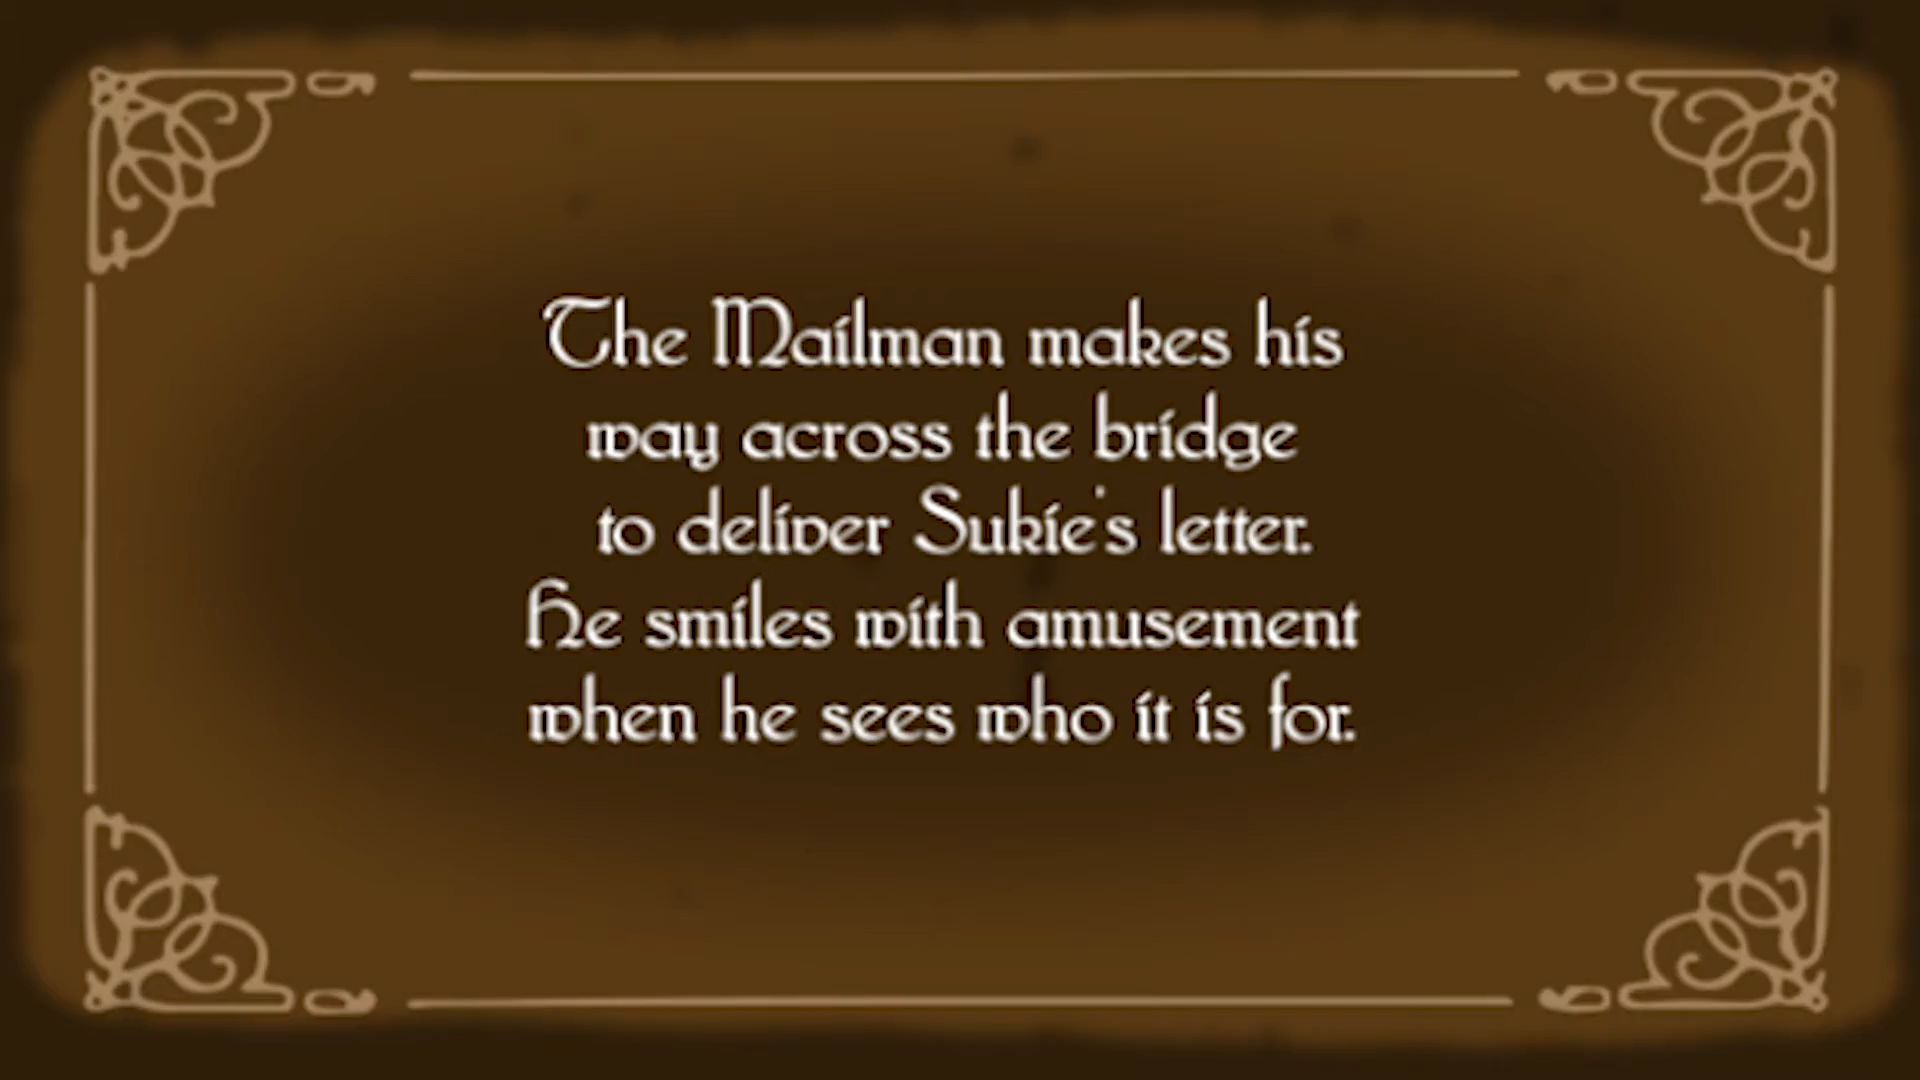 The Mailman makes his
way across the bridge
to deliver Sukie's letter.
He smiles with amusement
when he sees who it is for.